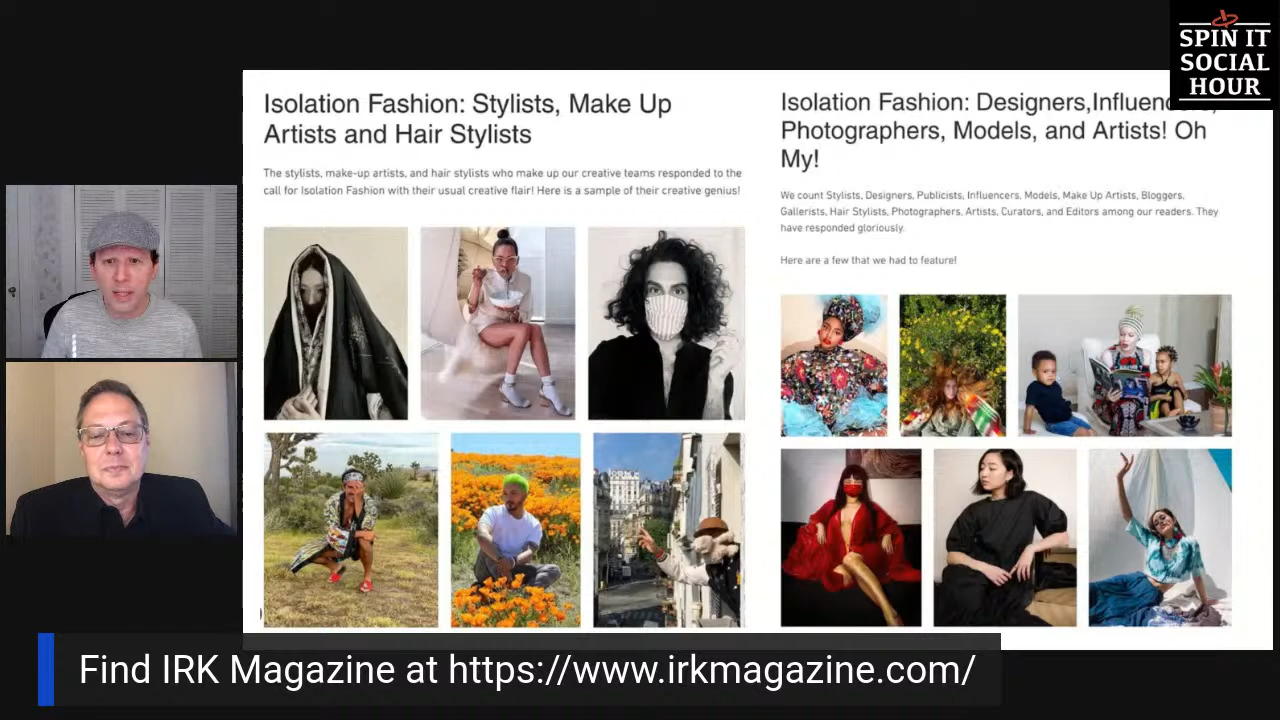 SPIN IT
SOCIAL
HOUR
Isolation Fashion: Stylists, Make Up
Artists and Hair Stylists
The stylists, make-up artists, and hair stylists who make up our creative teams responded to the
call for Isolation Fashion with their usual creative flair! Here is a sample of their creative genius!
Isolation Fashion: Designers,Influencers,
Photographers, Models, and Artists! Oh
My!
We count Stylists, Designers, Publicists, Influencers, Models, Make Up Artists, Bloggers,
Gallerists, Hair Stylists, Photographers, Artists, Curators, and Editors among our readers. They
have responded gloriously.
Here are a few that we had to feature!
Find IRK Magazine at https://www.irkmagazine.com/